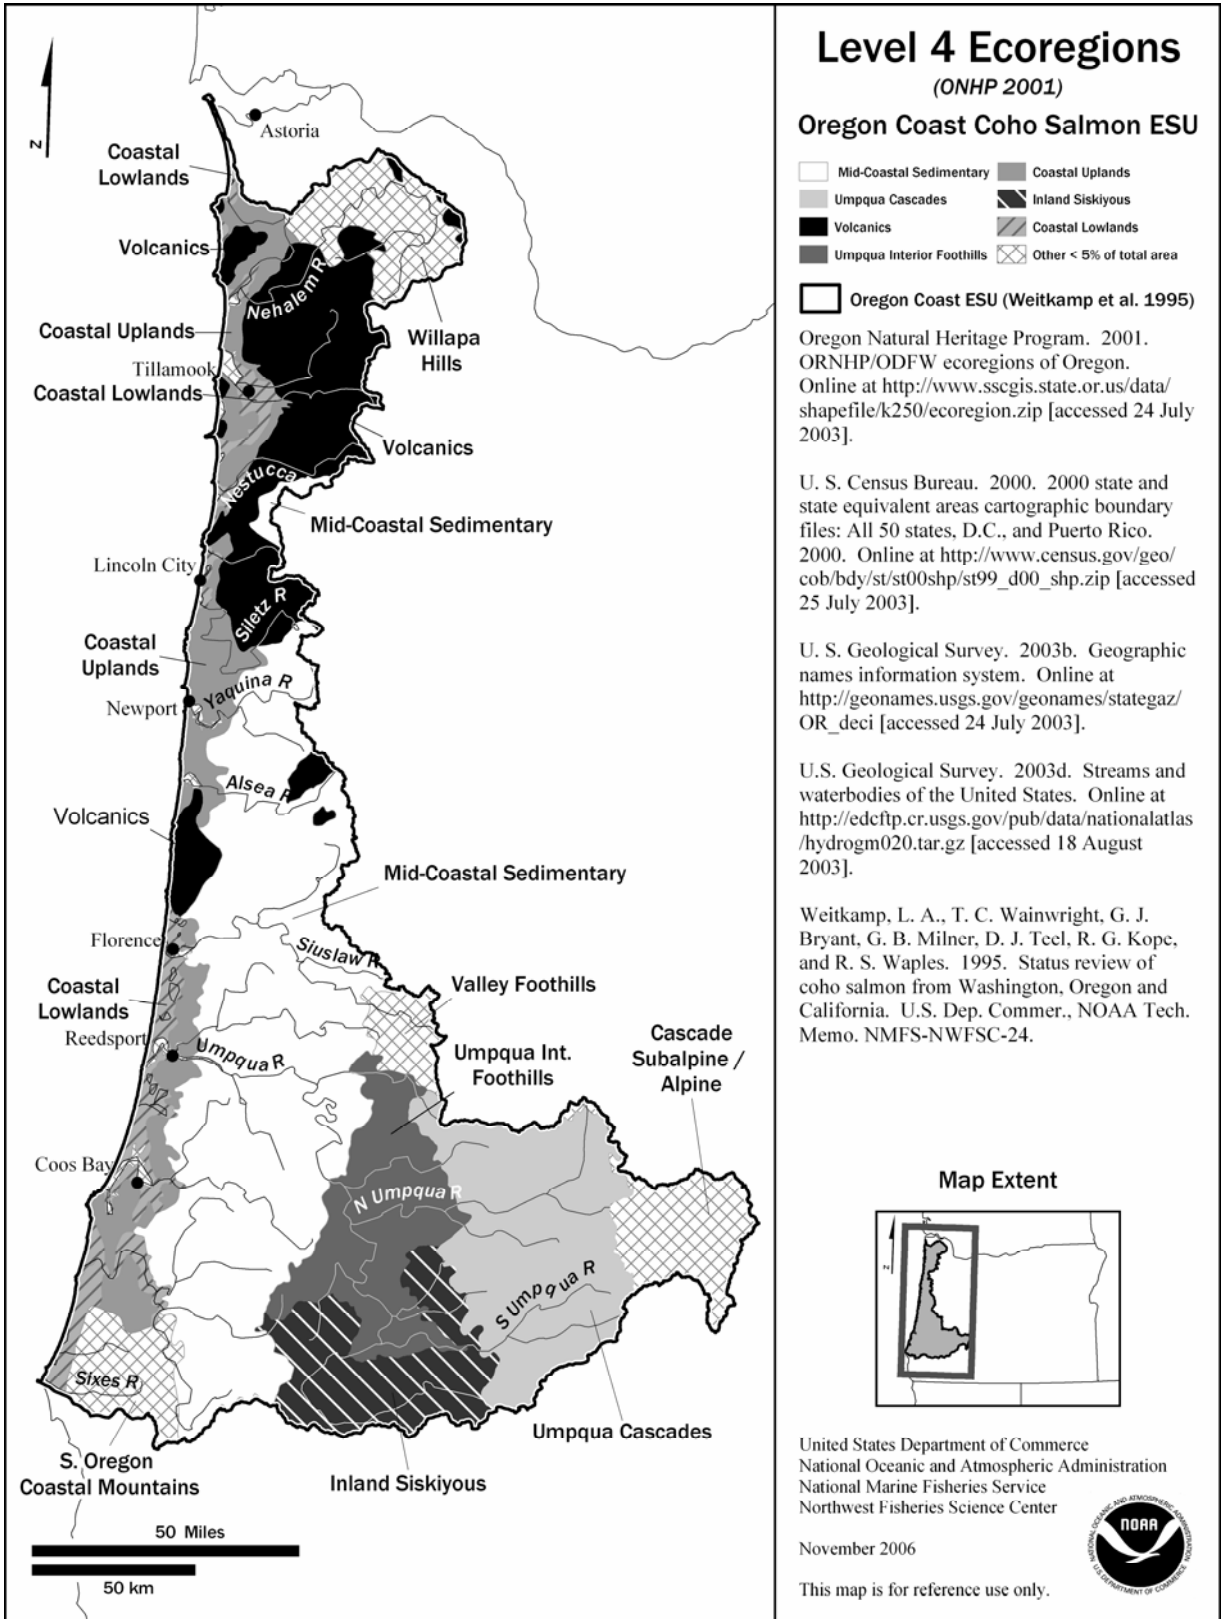 Level 4 Ecoregions
(ONHP 2001)
Oregon Coast Coho Salmon ESU
Mid-Coastal Sedimentary
Coastal Uplands
Umpqua Cascades
Inland Siskiyous
Volcanics
Coastal Lowlands
Umpqua Interior Foothills
Other < 5% of total area
Oregon Coast ESU (Weitkamp et al. 1995)
Oregon Natural Heritage Program. 2001.
ORNHP/ODFW ecoregions of Oregon.
Online at http://www.sscgis.state.or.us/data/
shapefile/k250/ecoregion.zip [accessed 24 July
2003].
U. S. Census Bureau. 2000. 2000 state and
state equivalent areas cartographic boundary
files: All 50 states, D.C., and Puerto Rico.
2000. Online at http://www.census.gov/geo/
cob/bdy/st/st00shp/st99_d00_shp.zip [accessed
25 July 2003].
U. S. Geological Survey. 2003b. Geographic
names information system. Online at
http://geonames.usgs.gov/geonames/stategaz/
OR_deci [accessed 24 July 2003].
U.S. Geological Survey. 2003d. Streams and
waterbodies of the United States. Online at
http://edcftp.cr.usgs.gov/pub/data/nationalatlas
/hydrogm020.tar.gz [accessed 18 August
2003].
Weitkamp, L. A., T. C. Wainwright, G. J.
Bryant, G. B. Milner, D. J. Teel, R. G. Kope,
and R. S. Waples. 1995. Status review of
coho salmon from Washington, Oregon and
California. U.S. Dep. Commer., NOAA Tech.
Memo. NMFS-NWFSC-24.
Map Extent
N
United States Department of Commerce
National Oceanic and Atmospheric Administration
National Marine Fisheries Service
Northwest Fisheries Science Center
November 2006
This map is for reference use only.
NATIONAL OCEANIC AND ATMOSPHERIC ADMINISTRATION
NOAA
U.S. DEPARTMENT OF COMMERCE
N
Astoria
Coastal
Lowlands
Volcanics
Nehalem R
Coastal Uplands
Willapa
Hills
Tillamook
Coastal Lowlands
Volcanics
Nestucca
Mid-Coastal Sedimentary
Lincoln City
Siletz R
Coastal
Uplands
Yaquina R
Newport
Alsea R
Volcanics
Mid-Coastal Sedimentary
Florence
Siuslaw R
Coastal
Lowlands
Valley Foothills
Reedsport
Umpqua R
Umpqua Int.
Foothills
Cascade
Subalpine /
Alpine
Coos Bay
N Umpqua R
S Umpqua R
Sixes R
Umpqua Cascades
S. Oregon
Coastal Mountains
Inland Siskiyous
50 Miles
50 km